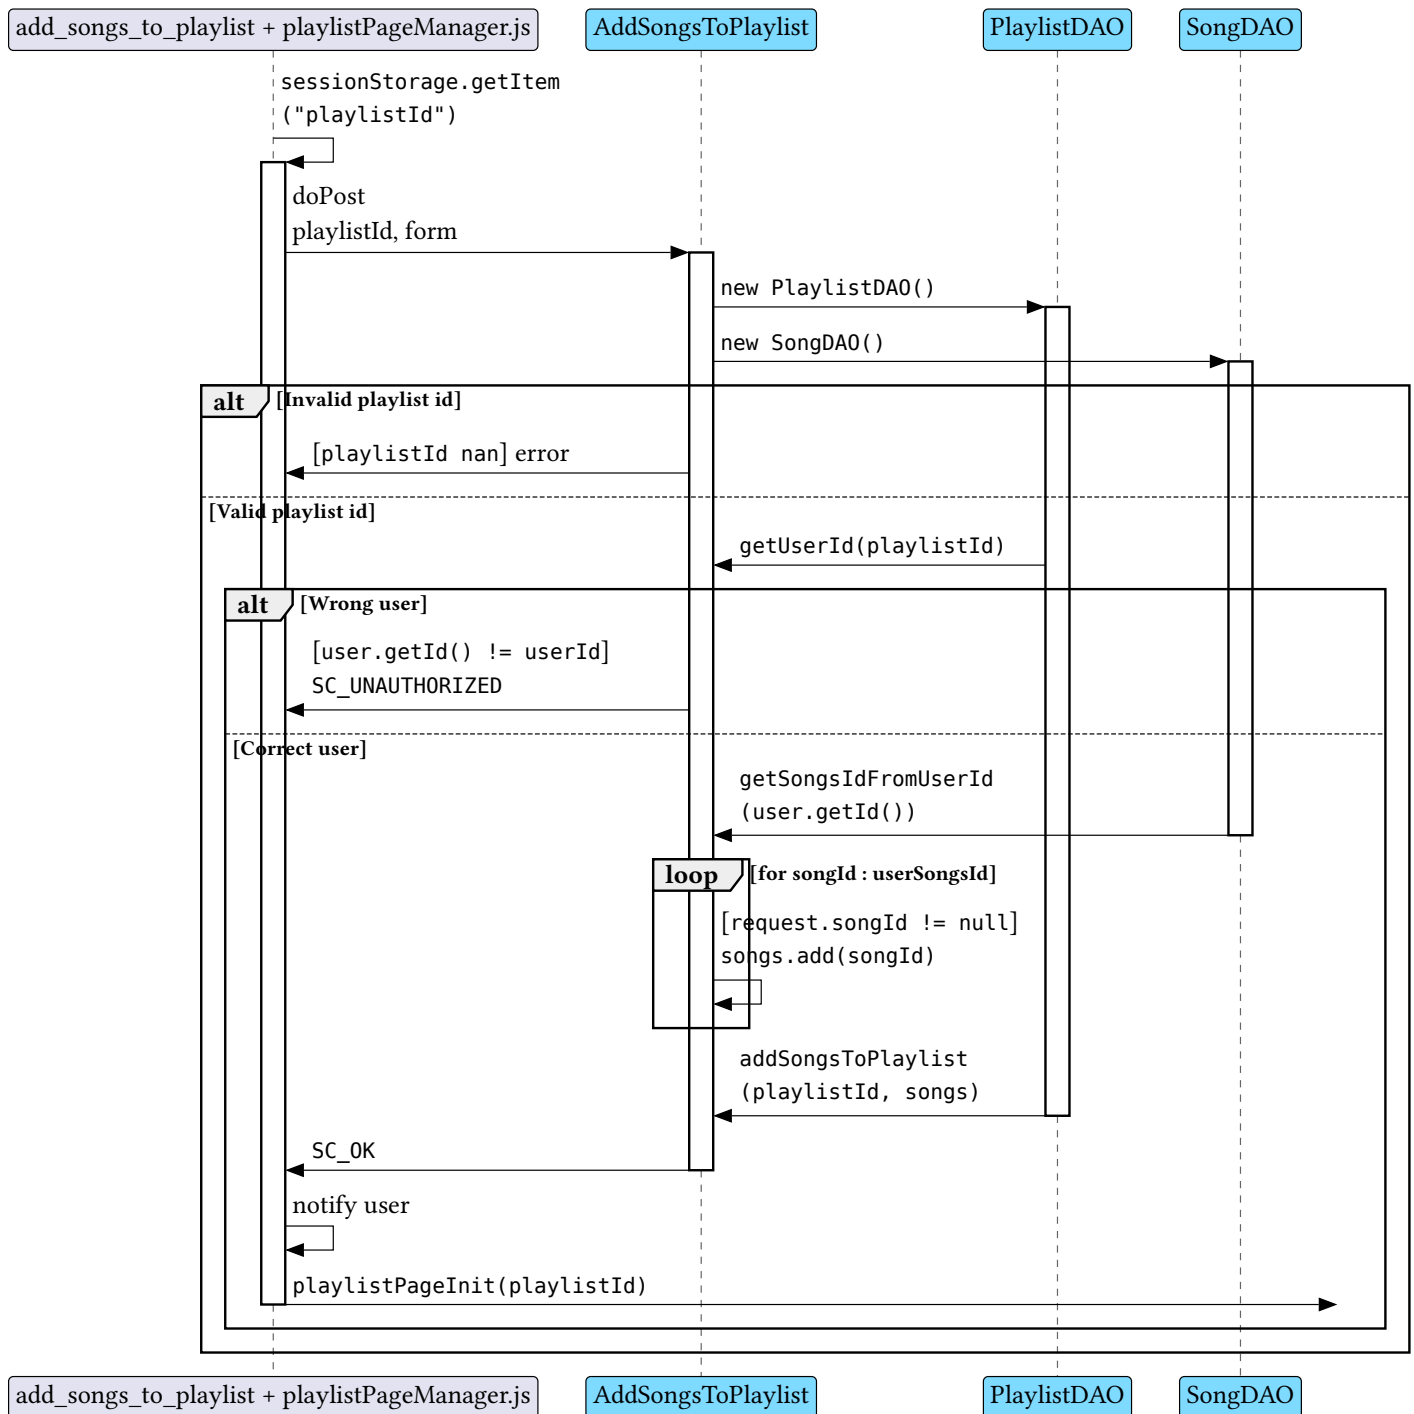 add_songs_to_playlist + playlistPageManager.js
AddSongsToPlaylist
PlaylistDAO
SongDAO
sessionStorage.getItem
("playlistId")
doPost
playlistId, form
new PlaylistDAO()
new SongDAO()
alt [Invalid playlist id]
[playlistId nan] error
[Valid playlist id]
getUserId(playlistId)
alt [Wrong user]
[user.getId() != userId]
SC_UNAUTHORIZED
[Correct user]
getSongsIdFromUserId
(user.getId())
loop [for songId : userSongsId]
[request.songId != null]
songs.add(songId)
addSongsToPlaylist
(playlistId, songs)
SC_OK
notify user
playlistPageInit(playlistId)
add_songs_to_playlist + playlistPageManager.js
AddSongsToPlaylist
PlaylistDAO
SongDAO